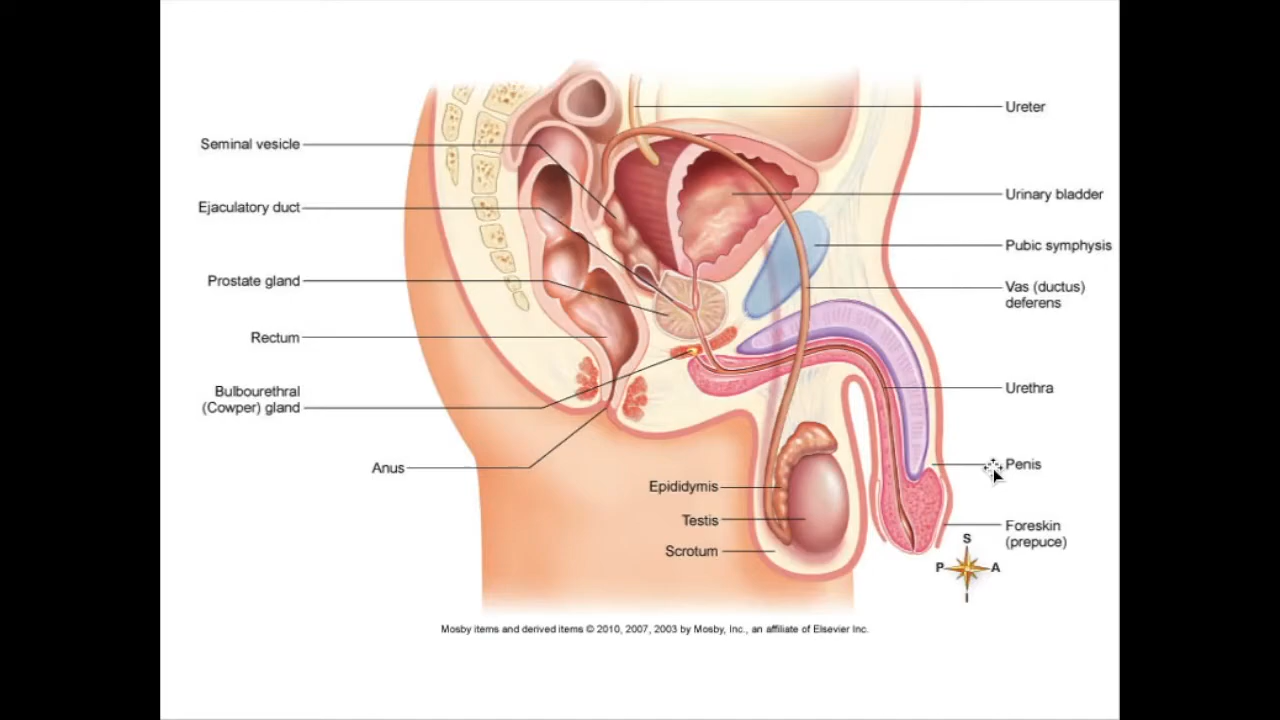 Seminal vesicle
Ejaculatory duct
Prostate gland
Rectum
Bulbourethral
(Cowper) gland
Anus
Epididymis
Testis
Scrotum
Ureter
Urinary bladder
Pubic symphysis
Vas (ductus)
deferens
Urethra
Penis
Foreskin
(prepuce)
S
P A
I
Mosby items and derived items © 2010, 2007, 2003 by Mosby, Inc., an affiliate of Elsevier Inc.